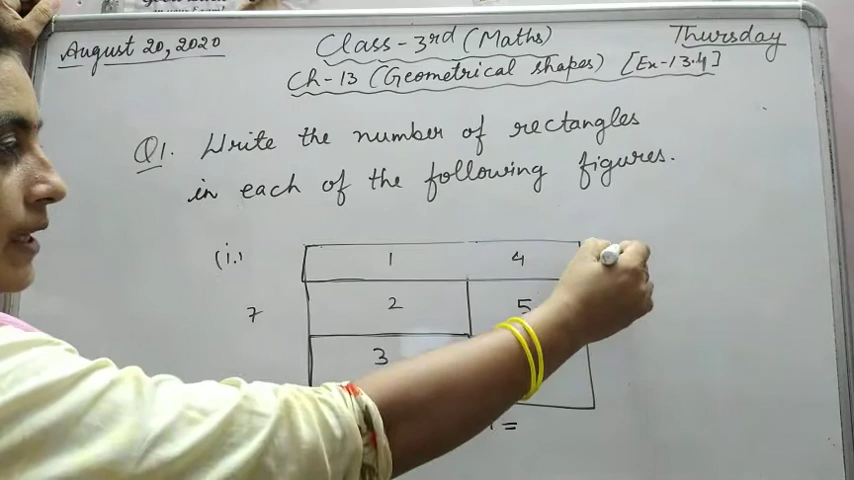 August 20, 2020
Class - 3rd (Maths)
Thursday
Ch - 13 (Geometrical shapes) [Ex - 13.4]
Q1. Write the number of rectangles
in each of the following figures.
(i.)
1 4
7 2 5
3
=